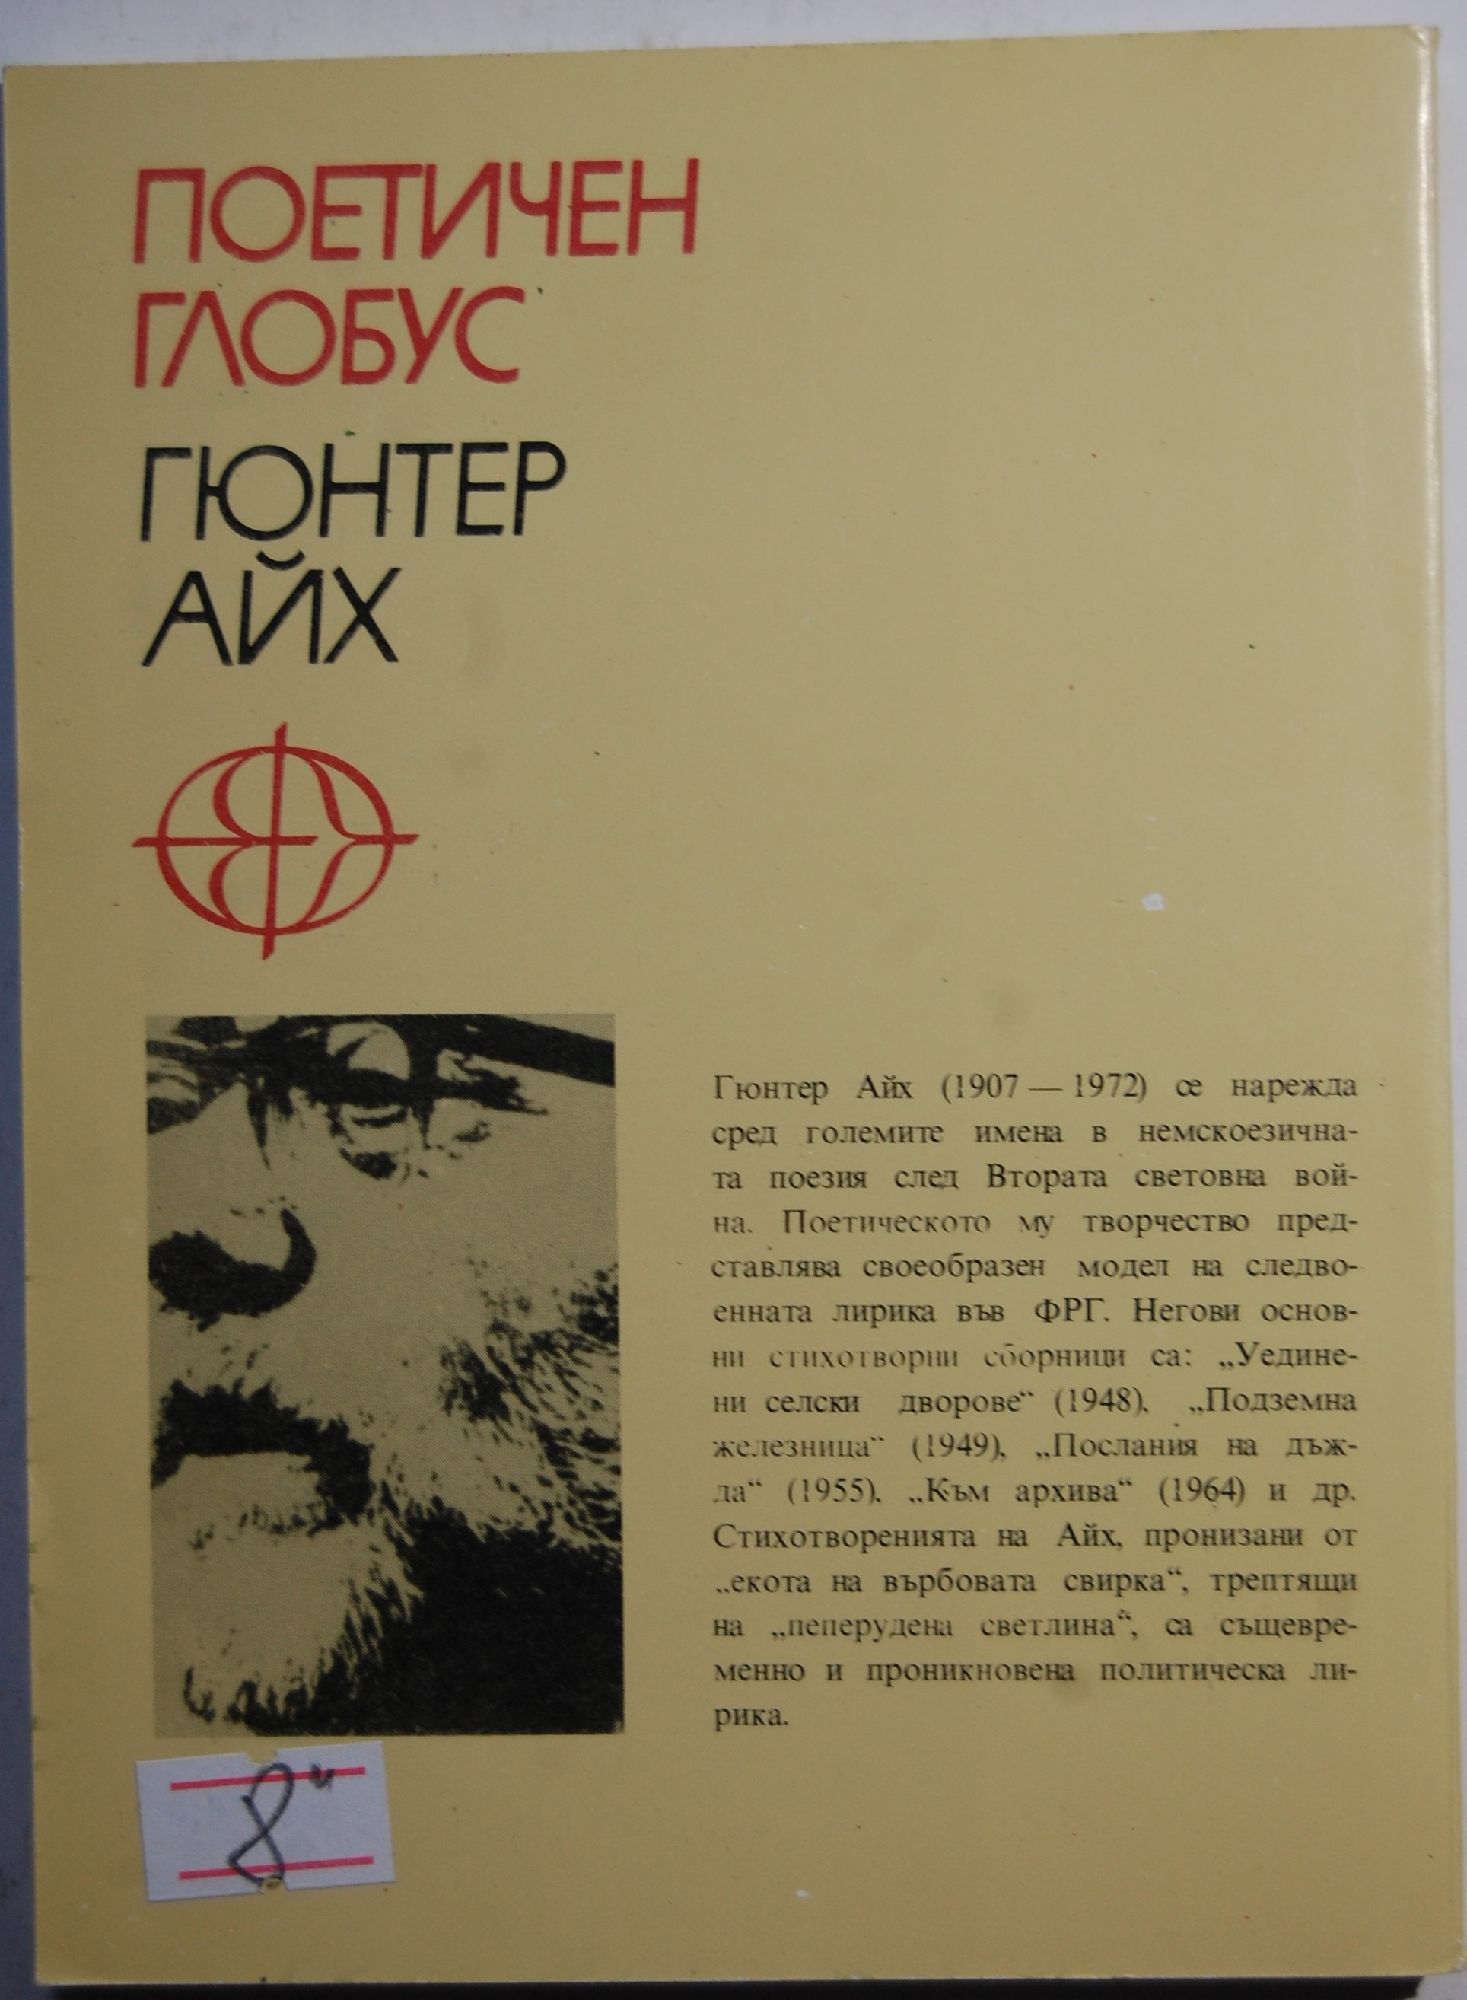 ПОЕТИЧЕН
ГЛОБУС
ГЮНТЕР
АЙХ
Гюнтер Айх (1907 — 1972) се нарежда
сред големите имена в немскоезична-
та поезия след Втората световна вой-
на. Поетическото му творчество пред-
ставлява своеобразен модел на следво-
енната лирика във ФРГ. Негови основ-
ни стихотворни сборници са: „Уедине-
ни селски дворове“ (1948), „Подземна
железница“ (1949), „Послания на дъж-
да“ (1955), „Към архива“ (1964) и др.
Стихотворенията на Айх, пронизани от
„екота на върбовата свирка“, трептящи
на „пеперудена светлина“, са същевре-
менно и проникновена политическа ли-
рика.
8